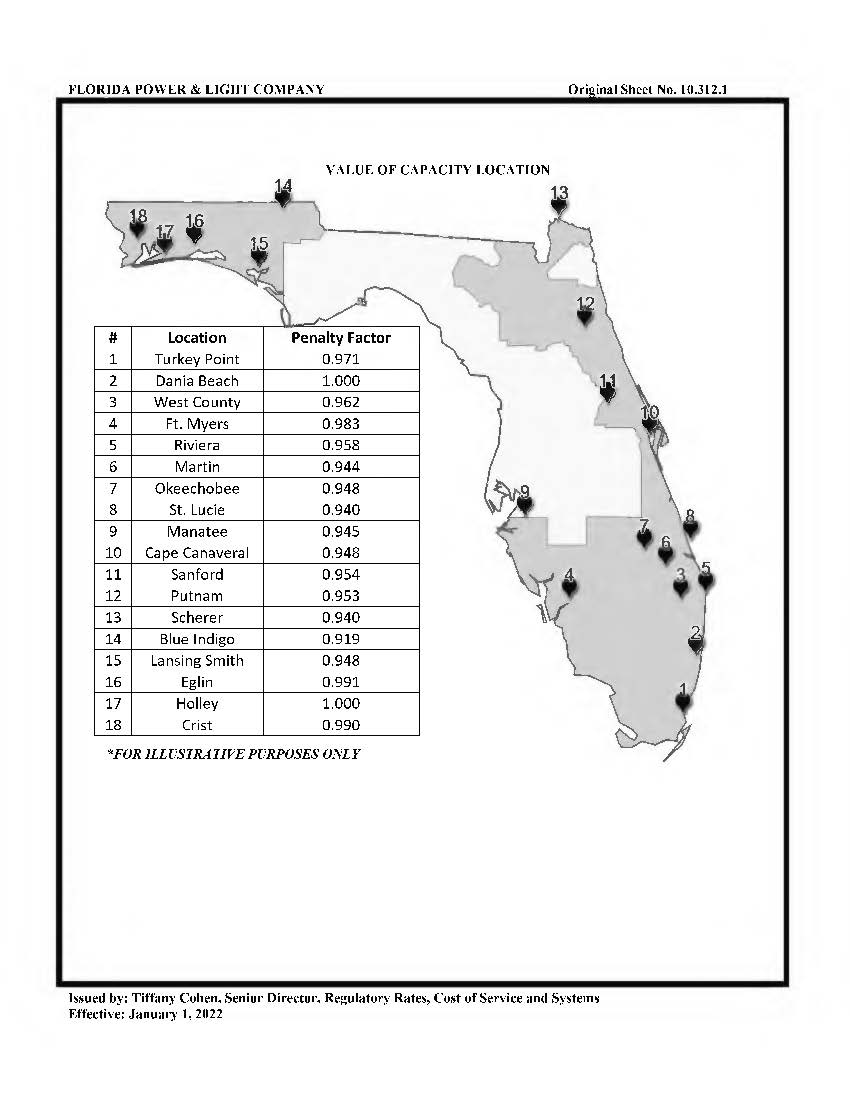 FLORIDA POWER & LIGHT COMPANY Original Sheet No. 10.312.1
VALUE OF CAPACITY LOCATION
14
13
18
16
17
15
12
11
10
9
8
7
6
5
4
3
2
1
# Location Penalty Factor
1 Turkey Point 0.971
2 Dania Beach 1.000
3 West County 0.962
4 Ft. Myers 0.983
5 Riviera 0.958
6 Martin 0.944
7 Okeechobee 0.948
8 St. Lucie 0.940
9 Manatee 0.945
10 Cape Canaveral 0.948
11 Sanford 0.954
12 Putnam 0.953
13 Scherer 0.940
14 Blue Indigo 0.919
15 Lansing Smith 0.948
16 Eglin 0.991
17 Holley 1.000
18 Crist 0.990
*FOR ILLUSTRATIVE PURPOSES ONLY
Issued by: Tiffany Cohen, Senior Director, Regulatory Rates, Cost of Service and Systems
Effective: January 1, 2022